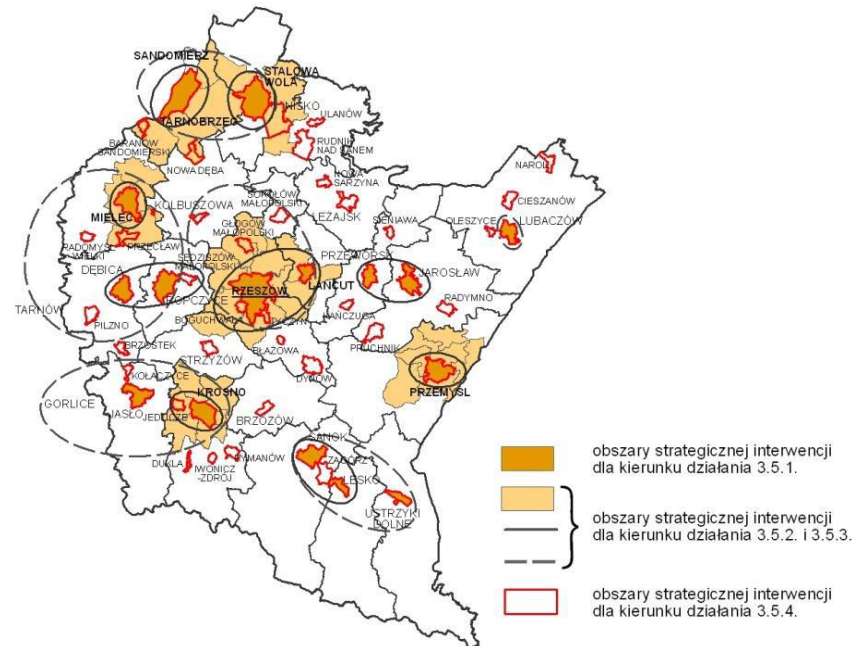 SANDOMIERZ
STALOWA
WOLA
NISKO
ULANÓW
TARNOBRZEG
RUDNIK
NAD SANEM
BARANÓW
SANDOMIERSKI
NOWA DĘBA
NOWA
SARZYNA
NAROL
CIESZANÓW
KOLBUSZOWA
SOKOŁÓW
MAŁOPOLSKI
LEŻAJSK
SIENIAWA
OLESZYCE
LUBACZÓW
MIELEC
GŁOGÓW
MAŁOPOLSKI
RADOMYŚL
WIELKI
PRZECŁAW
SĘDZISZÓW
MAŁOPOLSKI
PRZEWORSK
DĘBICA
ROPCZYCE
RZESZÓW
ŁAŃCUT
JAROSŁAW
TARNÓW
PILZNO
BOGUCHWAŁA
TYCZYN
KAŃCZUGA
RADYMNO
BRZOSTEK
STRZYŻÓW
BŁAŻOWA
PRUCHNIK
KOŁACZYCE
DYNÓW
GORLICE
JASŁO
JEDLICZE
KROSNO
BRZOZÓW
PRZEMYŚL
DUKLA
IWONICZ
-ZDRÓJ
RYMANÓW
SANOK
ZAGÓRZ
LESKO
USTRZYKI
DOLNE
obszary strategicznej interwencji
dla kierunku działania 3.5.1.
obszary strategicznej interwencji
dla kierunku działania 3.5.2. i 3.5.3.
obszary strategicznej interwencji
dla kierunku działania 3.5.4.